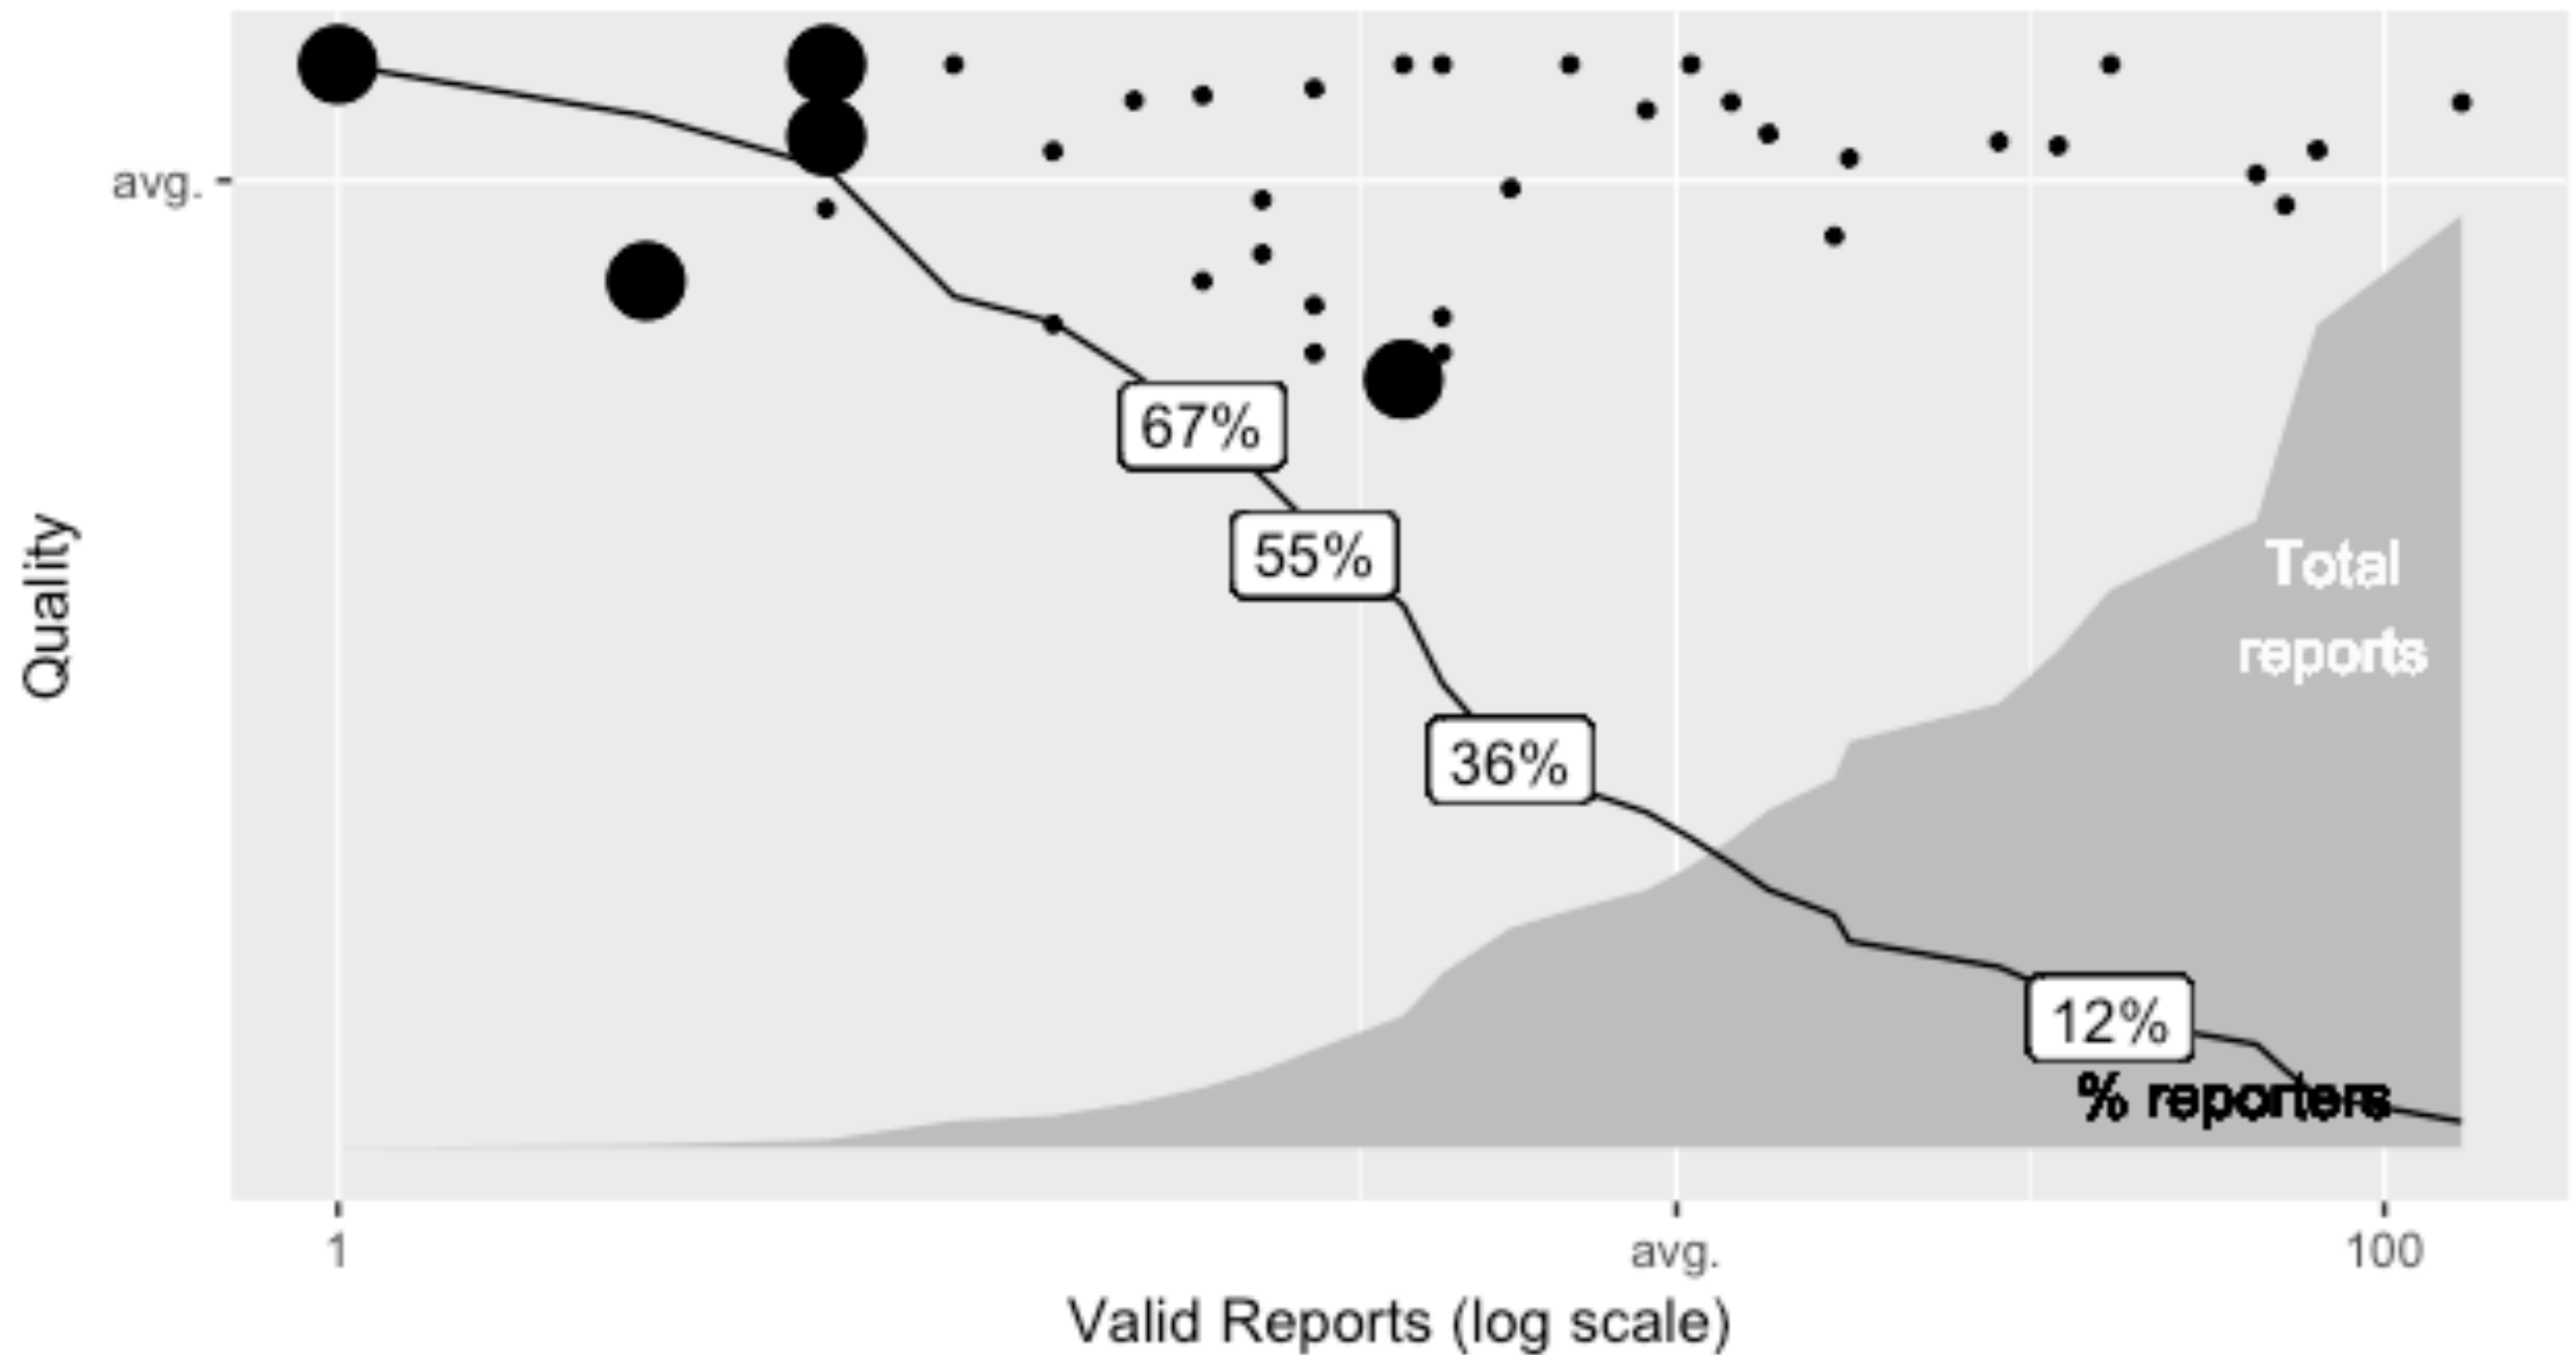 avg.
Quality
67%
55%
36%
12%
Total
reports
% reporters
1
avg.
100
Valid Reports (log scale)